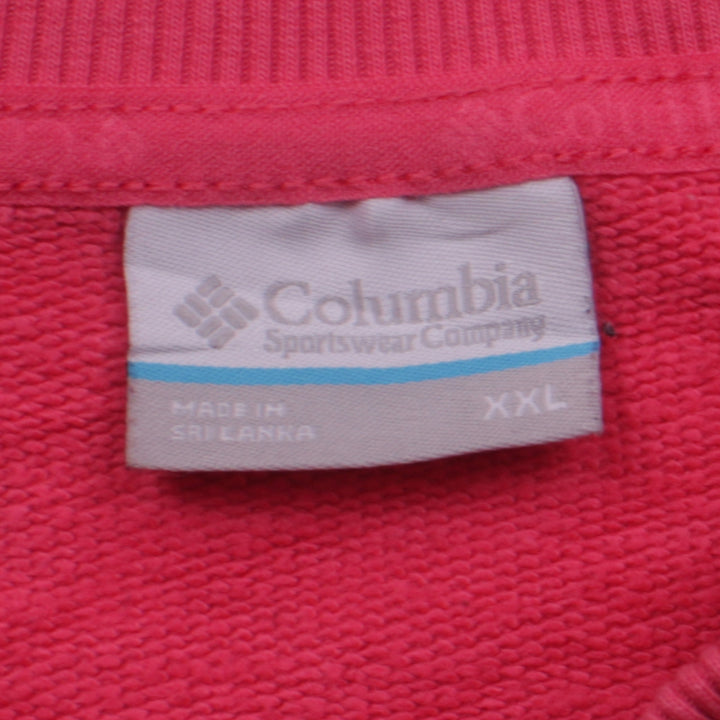 Columbia
Sportswear Company
MADE IN
SRI LANKA
XXL